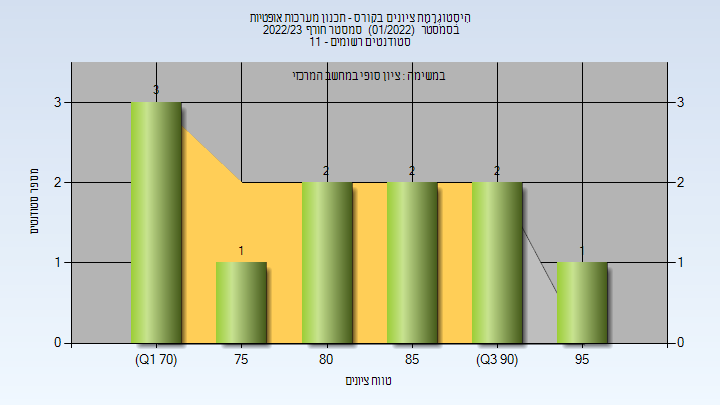 היסטוגרמת ציונים בקורס - תכנון מערכות אופטיות
בסמסטר (01/2022) סמסטר חורף 2022/23
סטודנטים רשומים - 11
במשימה : ציון סופי במחשב המרכזי
מספר סטודנטים
3 3
2 2
1 1
0 0
3 1 2 2 2 1
(Q1 70) 75 80 85 (Q3 90) 95
טווח ציונים